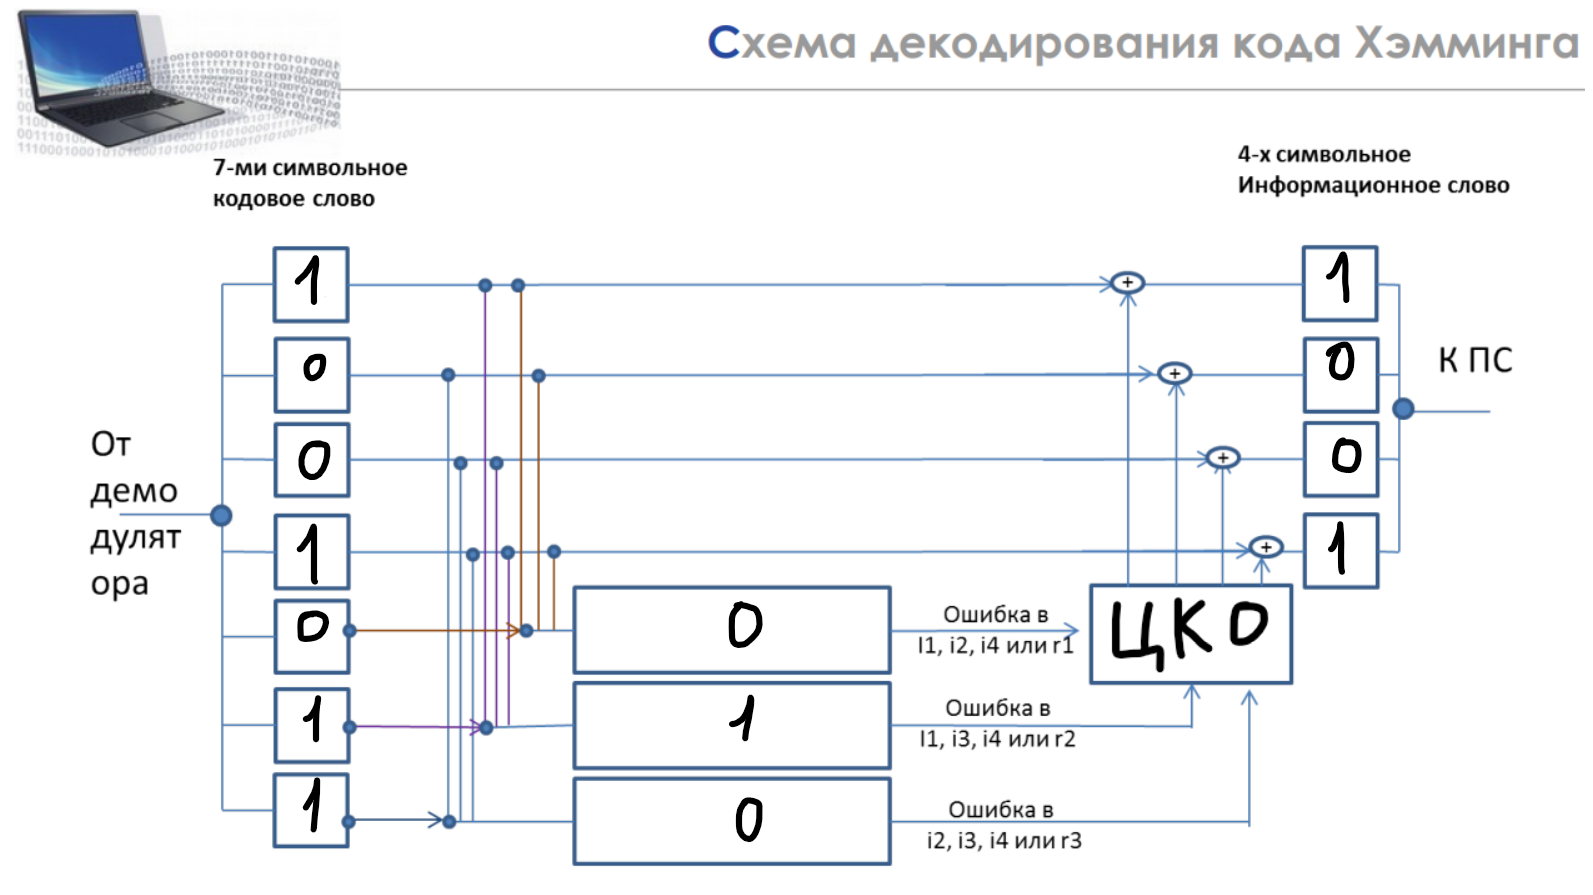 Схема декодирования кода Хэмминга
7-ми символьное
кодовое слово
4-х символьное
Информационное слово
1
0
0
1
0
1
1
От
демо
дулят
ора
0
1
0
Ошибка в
I1, i2, i4 или r1
Ошибка в
I1, i3, i4 или r2
Ошибка в
i2, i3, i4 или r3
ЦКО
+
+
+
+
1
0
0
1
К ПС